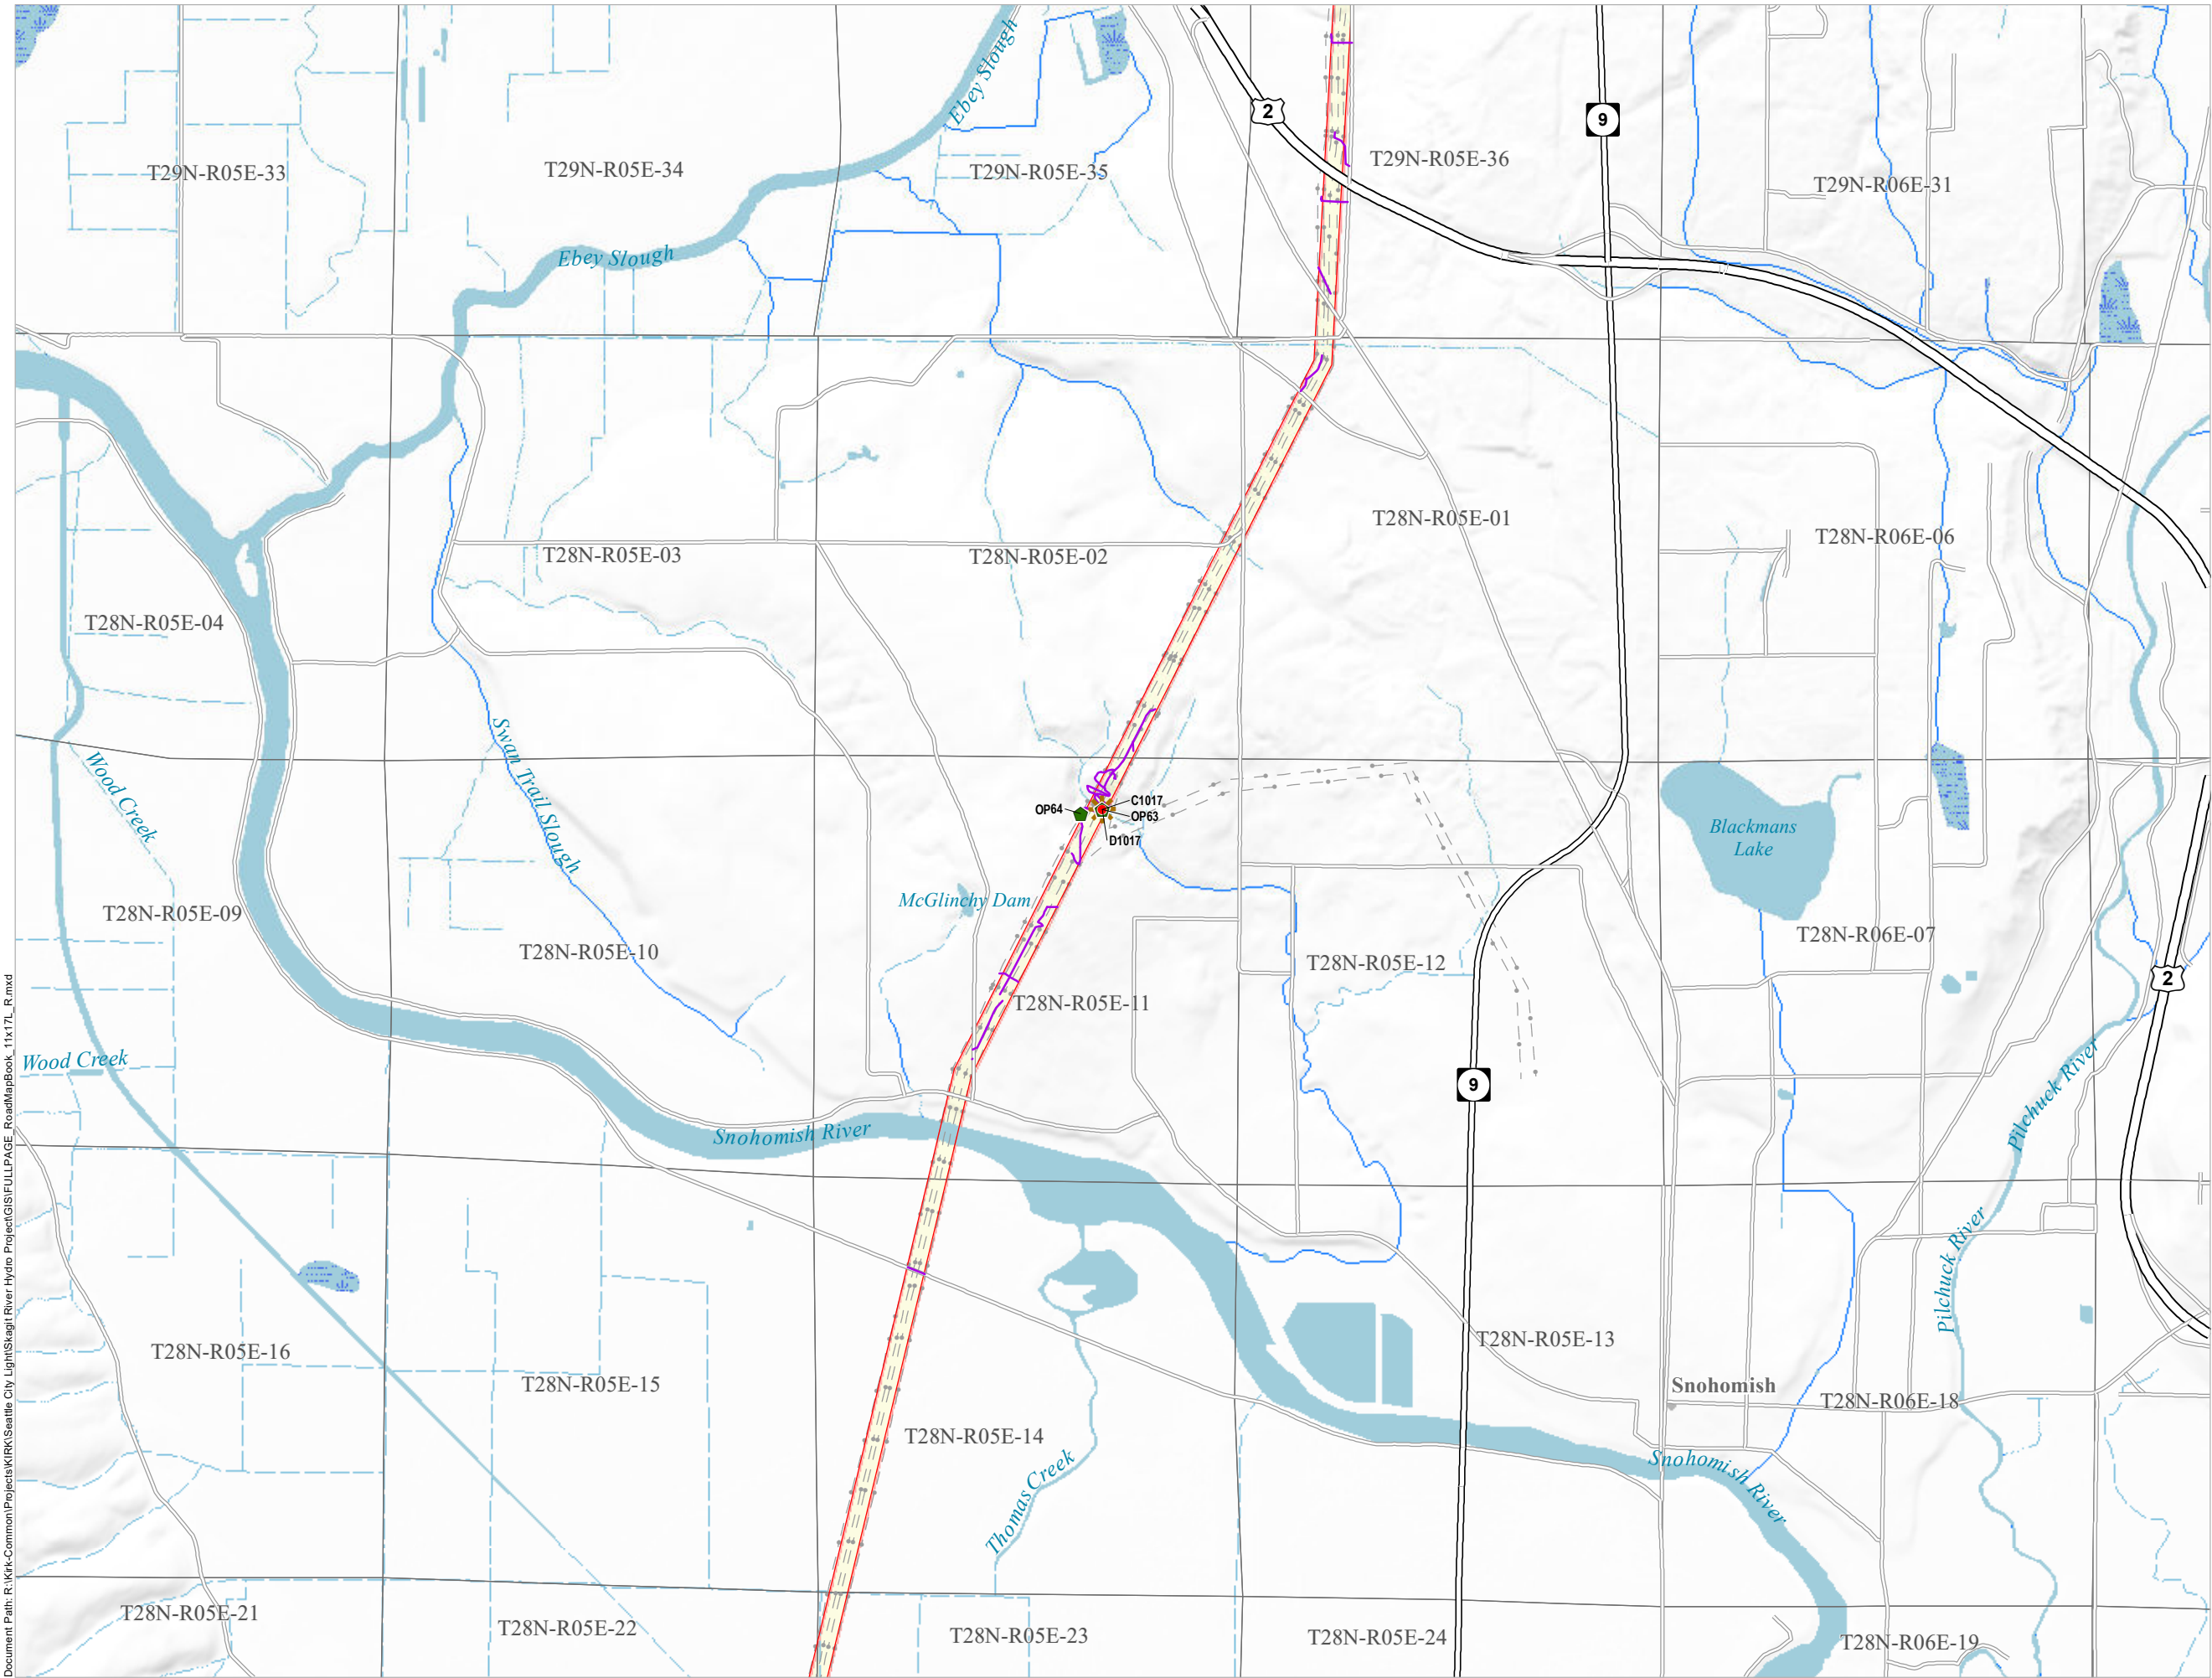 Ebey Slough
2
9
T29N-R05E-33
T29N-R05E-34
T29N-R05E-35
T29N-R05E-36
T29N-R06E-31
Ebey Slough
T28N-R05E-04
T28N-R05E-03
T28N-R05E-02
T28N-R05E-01
T28N-R06E-06
Wood Creek
Swan Trail Slough
OP64
C1017
OP63
D1017
Blackmans
Lake
McGlinchy Dam
T28N-R05E-09
T28N-R05E-10
T28N-R05E-11
T28N-R05E-12
T28N-R06E-07
2
Wood Creek
9
Pilchuck River
Snohomish River
Pilchuck River
T28N-R05E-16
T28N-R05E-15
T28N-R05E-14
T28N-R05E-13
Snohomish
T28N-R06E-18
Thomas Creek
Snohomish River
T28N-R05E-21
T28N-R05E-22
T28N-R05E-23
T28N-R05E-24
T28N-R06E-19
Document Path: R:\Kirk-Common\Projects\KIRK\Seattle City Light\Skagit River Hydro Project\GIS\FULLPAGE_RoadMapBook_11x17L_R.mxd